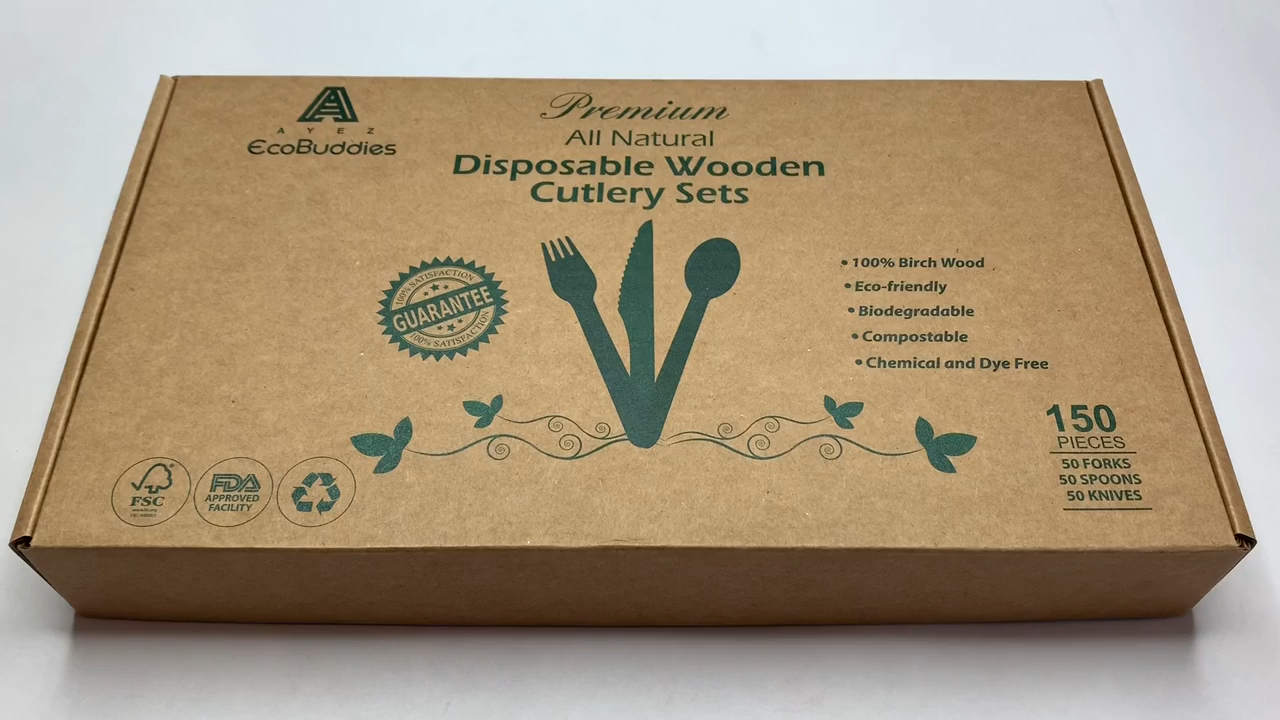 AYEZ
EcoBuddies
Premium
All Natural
Disposable Wooden
Cutlery Sets
100% SATISFACTION
GUARANTEE
100% SATISFACTION
• 100% Birch Wood
• Eco-friendly
• Biodegradable
• Compostable
• Chemical and Dye Free
150
PIECES
50 FORKS
50 SPOONS
50 KNIVES
FSC
FDA
APPROVED
FACILITY